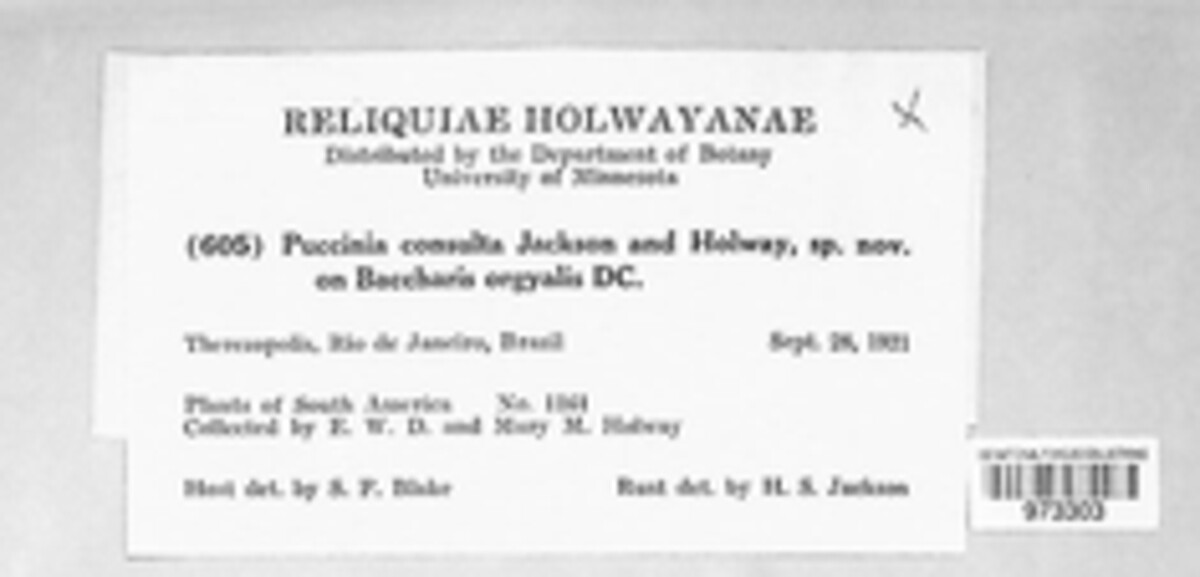 RELIQUIAE HOLWAYANAE
Distributed by the Department of Botany
University of Minnesota
(605) Puccinia consulta Jackson and Holway, sp. nov.
on Baccharis orgyalis DC.
Therezopolis, Rio de Janeiro, Brazil Sept. 28, 1921
Plants of South America No.
Collected by E. W. D. and Mary M. Holway
Host det. by S. F. Blake Rust det. by H. S. Jackson
973303